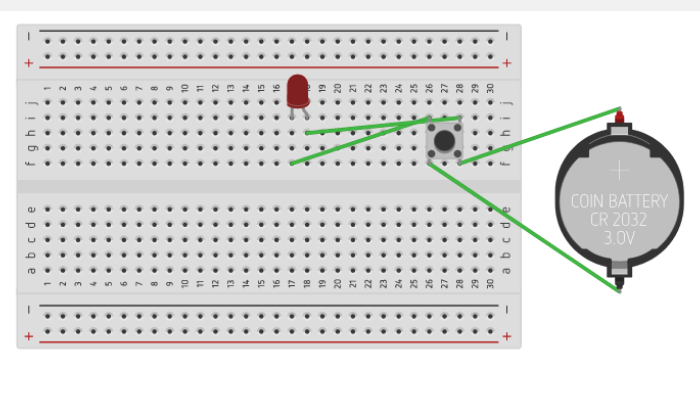 − −
+ +
1 2 3 4 5 6 7 8 9 10 11 12 13 14 15 16 17 18 19 20 21 22 23 24 25 26 27 28 29 30
j j
i i
h h
g g
f f
COIN BATTERY
CR 2032
3.0V
e e
d d
c c
b b
a a
1 2 3 4 5 6 7 8 9 10 11 12 13 14 15 16 17 18 19 20 21 22 23 24 25 26 27 28 29 30
− −
+ +